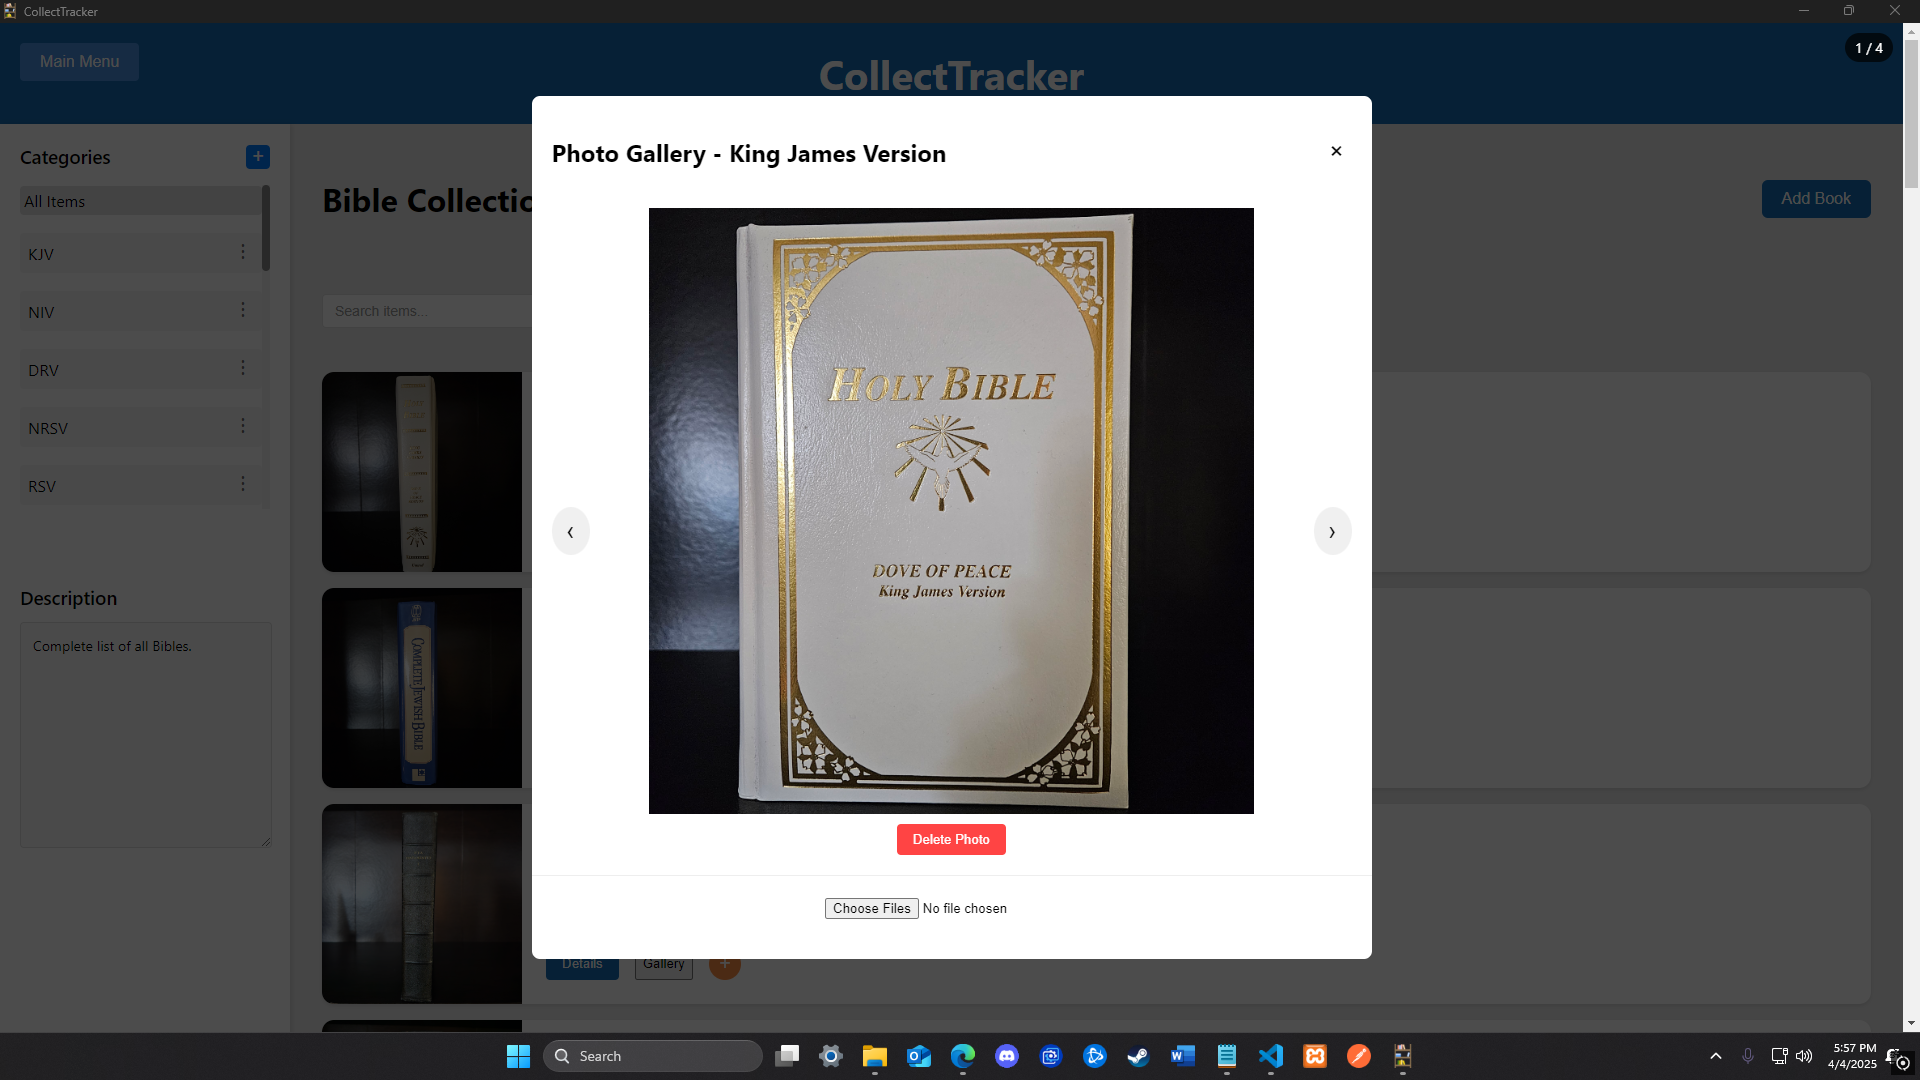 CollectTracker
Main Menu
CollectTracker
1 / 4
Categories
+
All Items
KJV
NIV
DRV
NRSV
RSV
Description
Complete list of all Bibles.
Bible Collectio
Add Book
Search items...
COMPLETE JEWISH BIBLE
Photo Gallery - King James Version
×
HOLY BIBLE
DOVE OF PEACE
King James Version
‹
›
Delete Photo
Choose Files No file chosen
Details
Gallery
+
Search
5:57 PM
4/4/2025